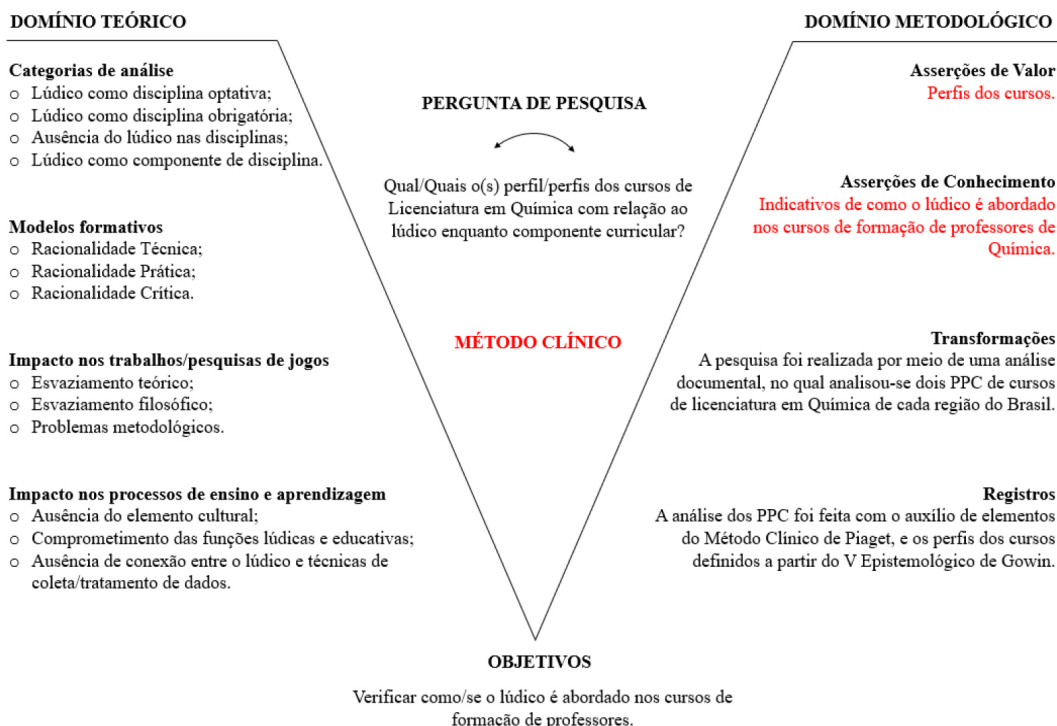 DOMÍNIO TEÓRICO
Categorias de análise
o Lúdico como disciplina optativa;
o Lúdico como disciplina obrigatória;
o Ausência do lúdico nas disciplinas;
o Lúdico como componente de disciplina.
Modelos formativos
o Racionalidade Técnica;
o Racionalidade Prática;
o Racionalidade Crítica.
Impacto nos trabalhos/pesquisas de jogos
o Esvaziamento teórico;
o Esvaziamento filosófico;
o Problemas metodológicos.
Impacto nos processos de ensino e aprendizagem
o Ausência do elemento cultural;
o Comprometimento das funções lúdicas e educativas;
o Ausência de conexão entre o lúdico e técnicas de
coleta/tratamento de dados.
PERGUNTA DE PESQUISA
Qual/Quais o(s) perfil/perfis dos cursos de
Licenciatura em Química com relação ao
lúdico enquanto componente curricular?
MÉTODO CLÍNICO
DOMÍNIO METODOLÓGICO
Asserções de Valor
Perfis dos cursos.
Asserções de Conhecimento
Indicativos de como o lúdico é abordado
nos cursos de formação de professores de
Química.
Transformações
A pesquisa foi realizada por meio de uma análise
documental, no qual analisou-se dois PPC de cursos
de licenciatura em Química de cada região do Brasil.
Registros
A análise dos PPC foi feita com o auxílio de elementos
do Método Clínico de Piaget, e os perfis dos cursos
definidos a partir do V Epistemológico de Gowin.
OBJETIVOS
Verificar como/se o lúdico é abordado nos cursos de
formação de professores.